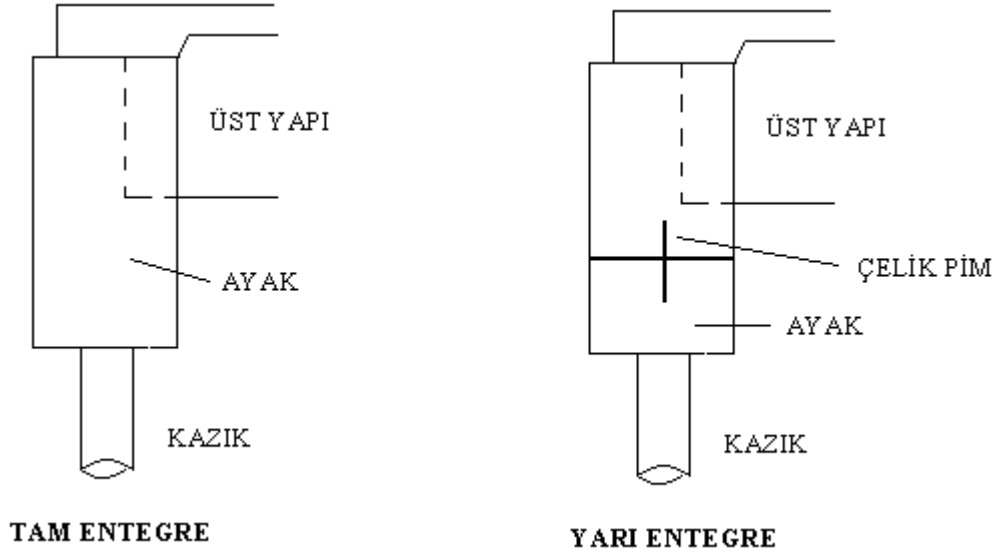 ÜST YAPI
AYAK
KAZIK
TAM ENTEGRE
ÜST YAPI
ÇELİK PİM
AYAK
KAZIK
YARI ENTEGRE